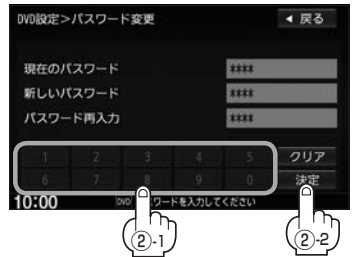 DVD設定>パスワード変更
◀ 戻る
現在のパスワード ****
新しいパスワード ****
パスワード再入力 ****
1 2 3 4 5 クリア
6 7 8 9 0 決定
10:00 DVD ワードを入力してください
②-1 ②-2